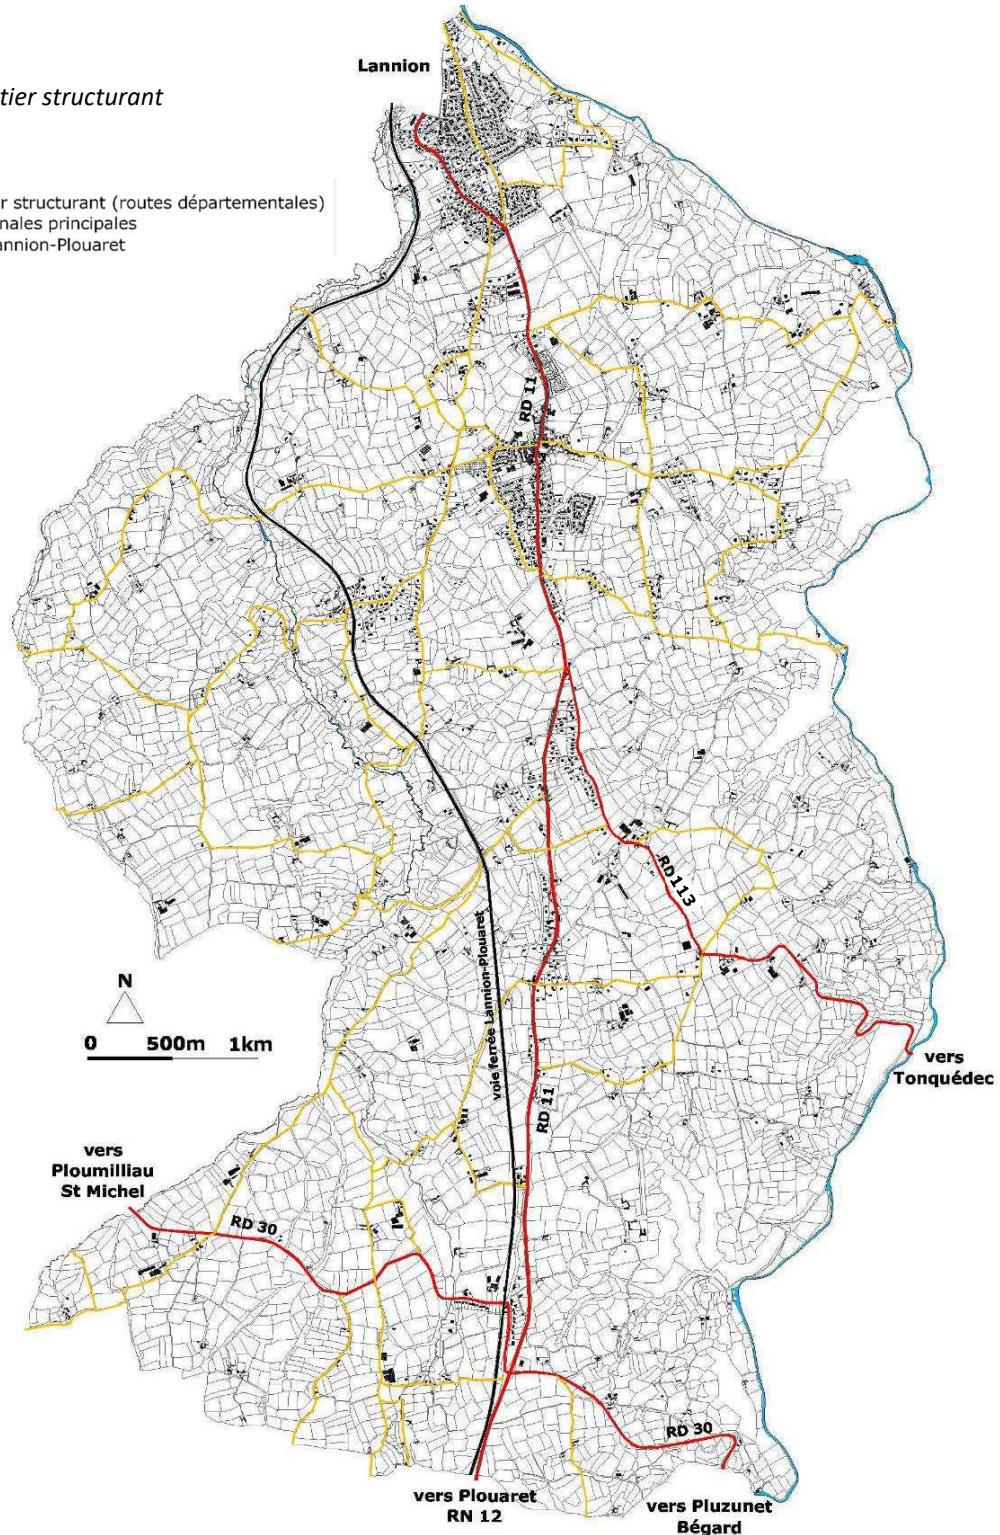 Lannion
tier structurant
r structurant (routes départementales)
nales principales
annion-Plouaret
RD 11
RD113
voie ferrée Lannion-Plouaret
N
0 500m 1km
vers
Tonquédec
RD 11
vers
Ploumilliau
St Michel
RD 30
RD 30
vers Plouaret
RN 12
vers Pluzunet
Bégard